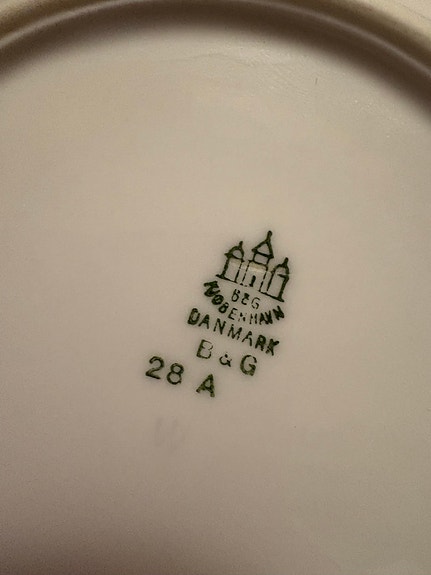 B&G
KØBENHAVN
DANMARK
B & G
28 A